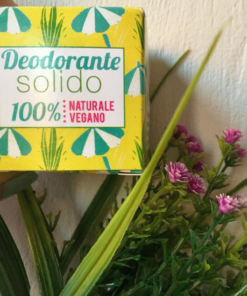 Deodorante
solido
100% NATURALE
VEGANO